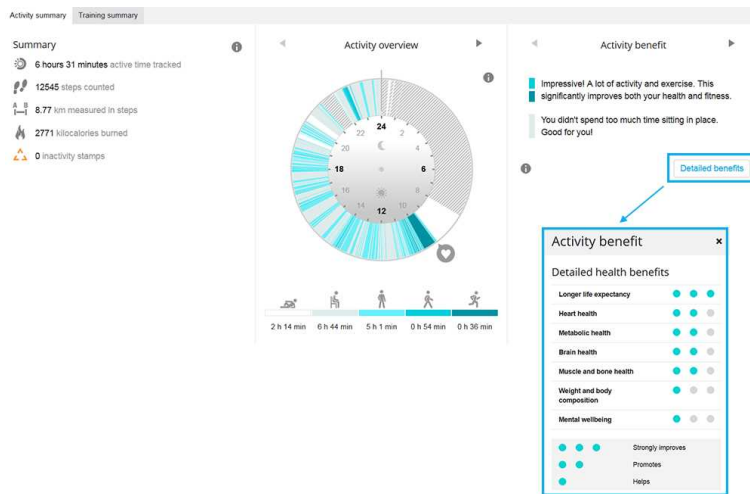 Activity summary
Training summary
Summary
6 hours 31 minutes active time tracked
12545 steps counted
A B
8.77 km measured in steps
2771 kilocalories burned
0 inactivity stamps
Activity overview
24
2
4
6
8
10
12
14
16
18
20
22
2 h 14 min
6 h 44 min
5 h 1 min
0 h 54 min
0 h 36 min
Activity benefit
Impressive! A lot of activity and exercise. This
significantly improves both your health and fitness.
You didn't spend too much time sitting in place.
Good for you!
Detailed benefits
Activity benefit
×
Detailed health benefits
Longer life expectancy
Heart health
Metabolic health
Brain health
Muscle and bone health
Weight and body
composition
Mental wellbeing
Strongly improves
Promotes
Helps